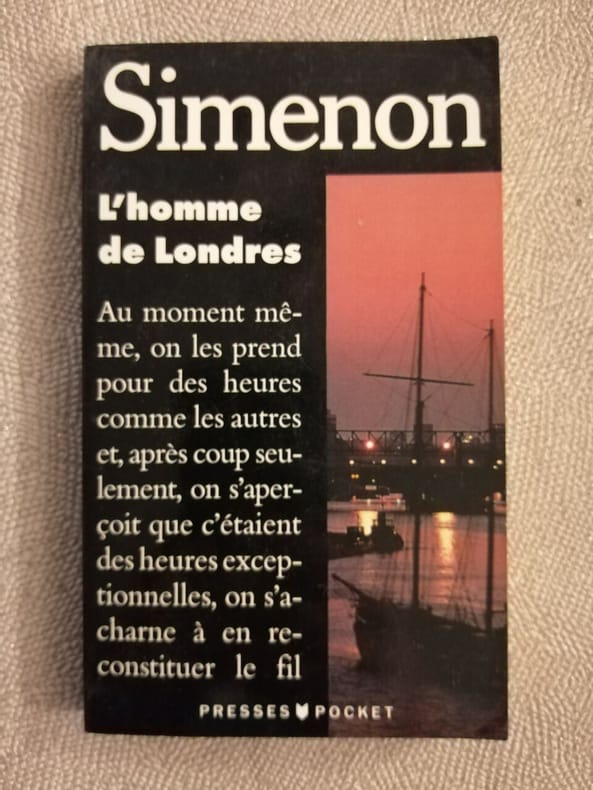 Simenon
L'homme
de Londres
Au moment mê-
me, on les prend
pour des heures
comme les autres
et, après coup seu-
lement, on s'aper-
çoit que c'étaient
des heures excep-
tionnelles, on s'a-
charne à en re-
constituer le fil
PRESSES POCKET